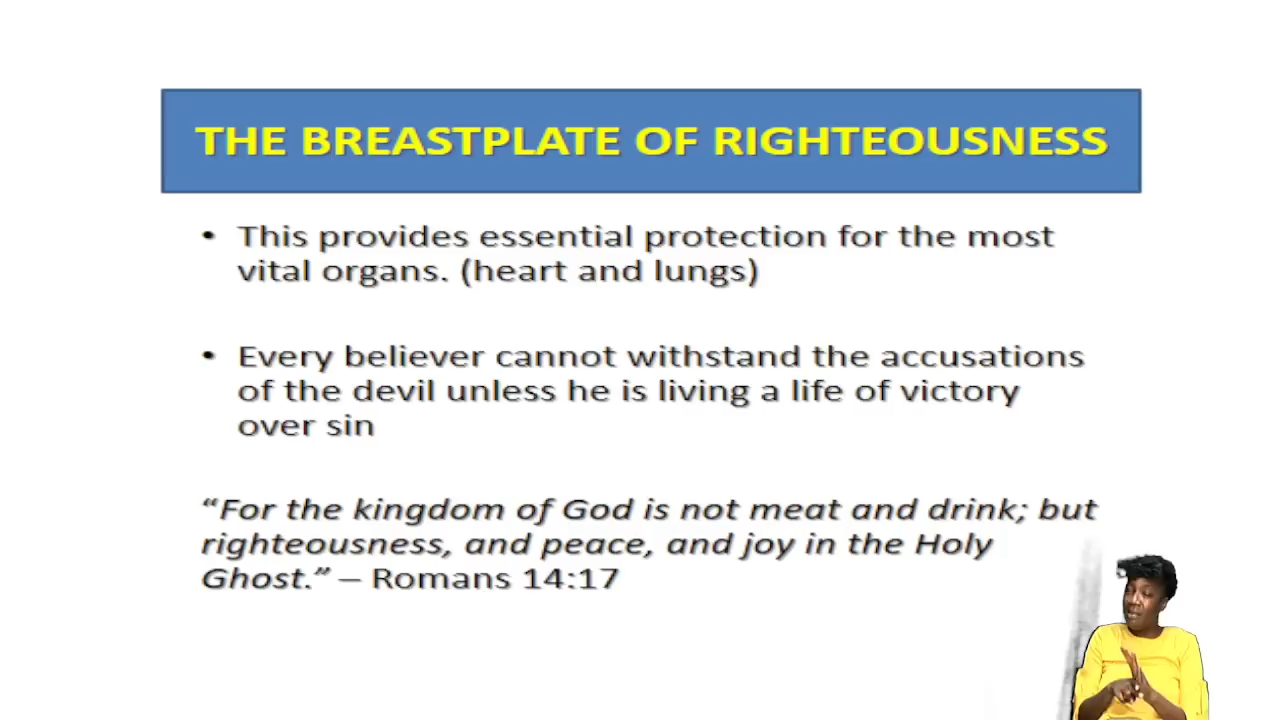 THE BREASTPLATE OF RIGHTEOUSNESS
• This provides essential protection for the most
vital organs. (heart and lungs)
• Every believer cannot withstand the accusations
of the devil unless he is living a life of victory
over sin
“For the kingdom of God is not meat and drink; but
righteousness, and peace, and joy in the Holy
Ghost.” – Romans 14:17